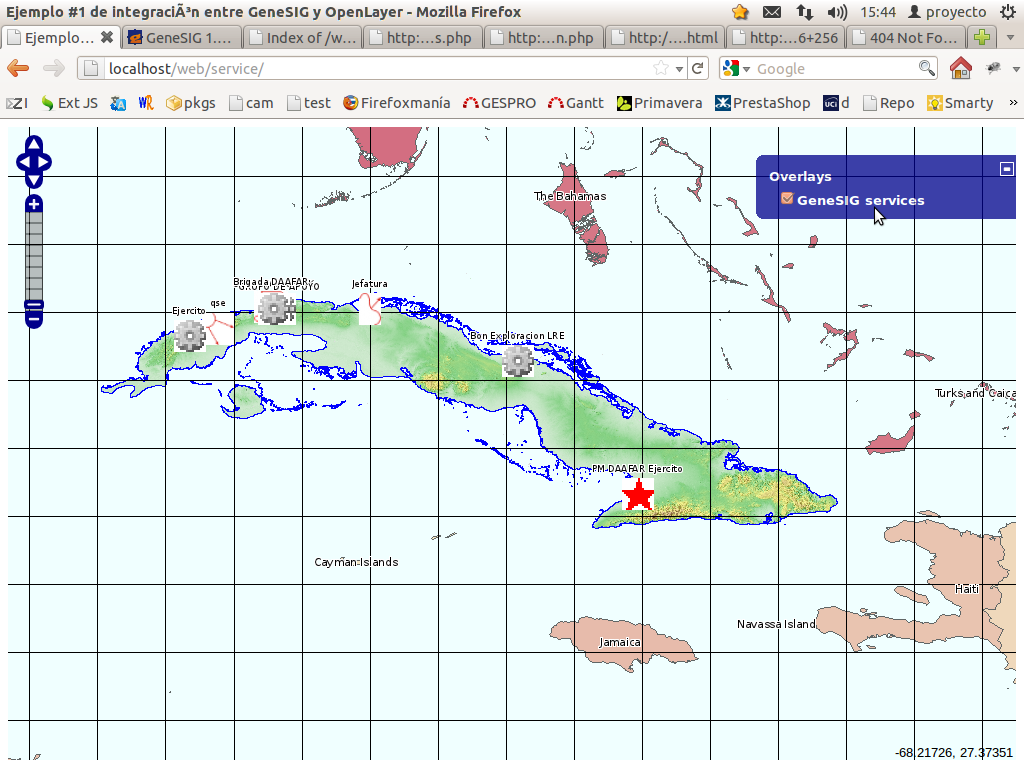 Ejemplo #1 de integraciÃ³n entre GeneSIG y OpenLayer - Mozilla Firefox
15:44 proyecto
Ejemplo... GeneSIG 1.... Index of /w... http:...s.php http:...n.php http:/....html http:...6+256 404 Not Fo...
localhost/web/service/ Google
ZI Ext JS pkgs cam test Firefoxmanía GESPRO Gantt Primavera PrestaShop UCi d Repo Smarty »
Overlays
GeneSIG services
The Bahamas
Brigada DAAFAR
Jefatura
qse
Ejercito
Bon Exploracion LRE
Turks and Caica
PM DAAFAR Ejercito
Cayman Islands
Haiti
Navassa Island
Jamaica
-68.21726, 27.37351